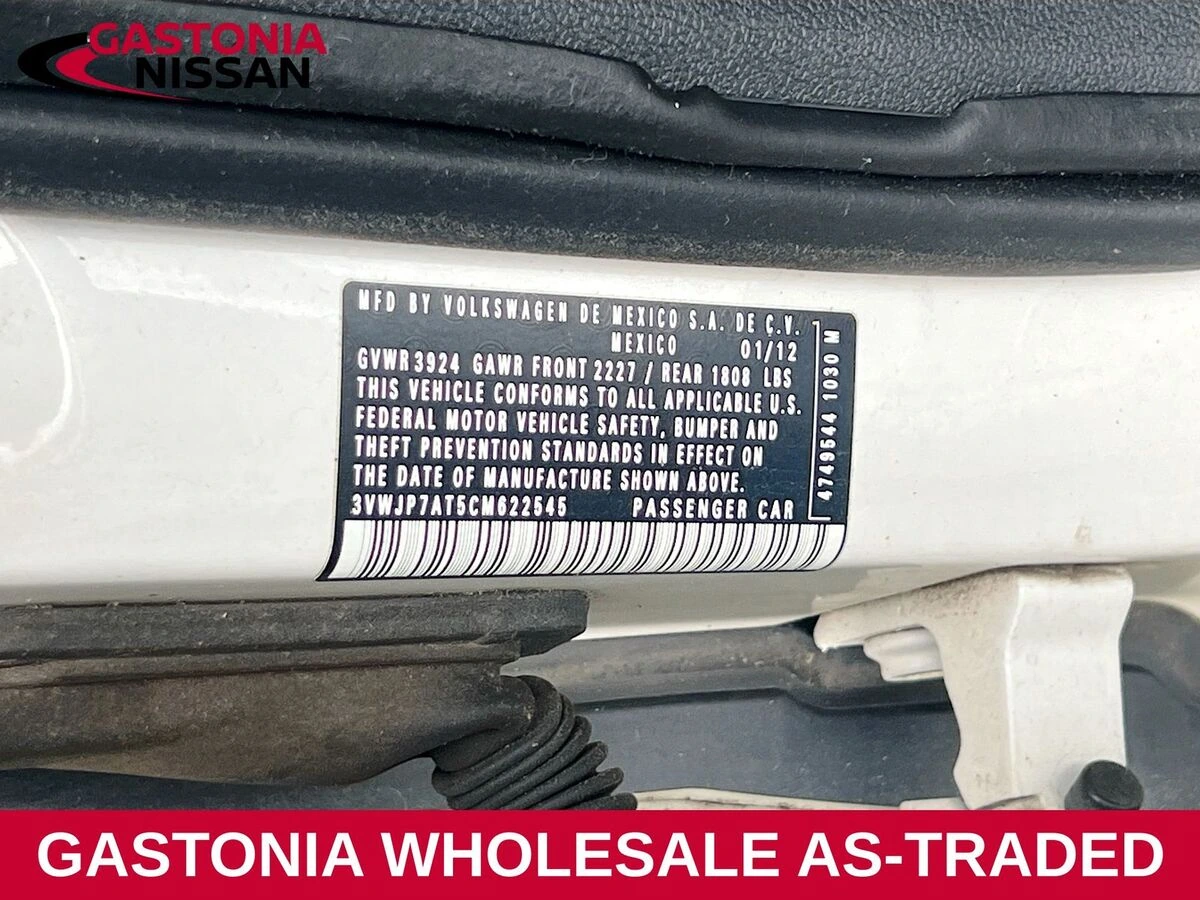 GASTONIA
NISSAN
MFD BY VOLKSWAGEN DE MEXICO S.A. DE C.V.
MEXICO 01/12
GVWR 3924 GAWR FRONT 2227 / REAR 1808 LBS
THIS VEHICLE CONFORMS TO ALL APPLICABLE U.S.
FEDERAL MOTOR VEHICLE SAFETY, BUMPER AND
THEFT PREVENTION STANDARDS IN EFFECT ON
THE DATE OF MANUFACTURE SHOWN ABOVE.
3VWJP7AT5CM622545 PASSENGER CAR
4749544 1030 M
GASTONIA WHOLESALE AS-TRADED